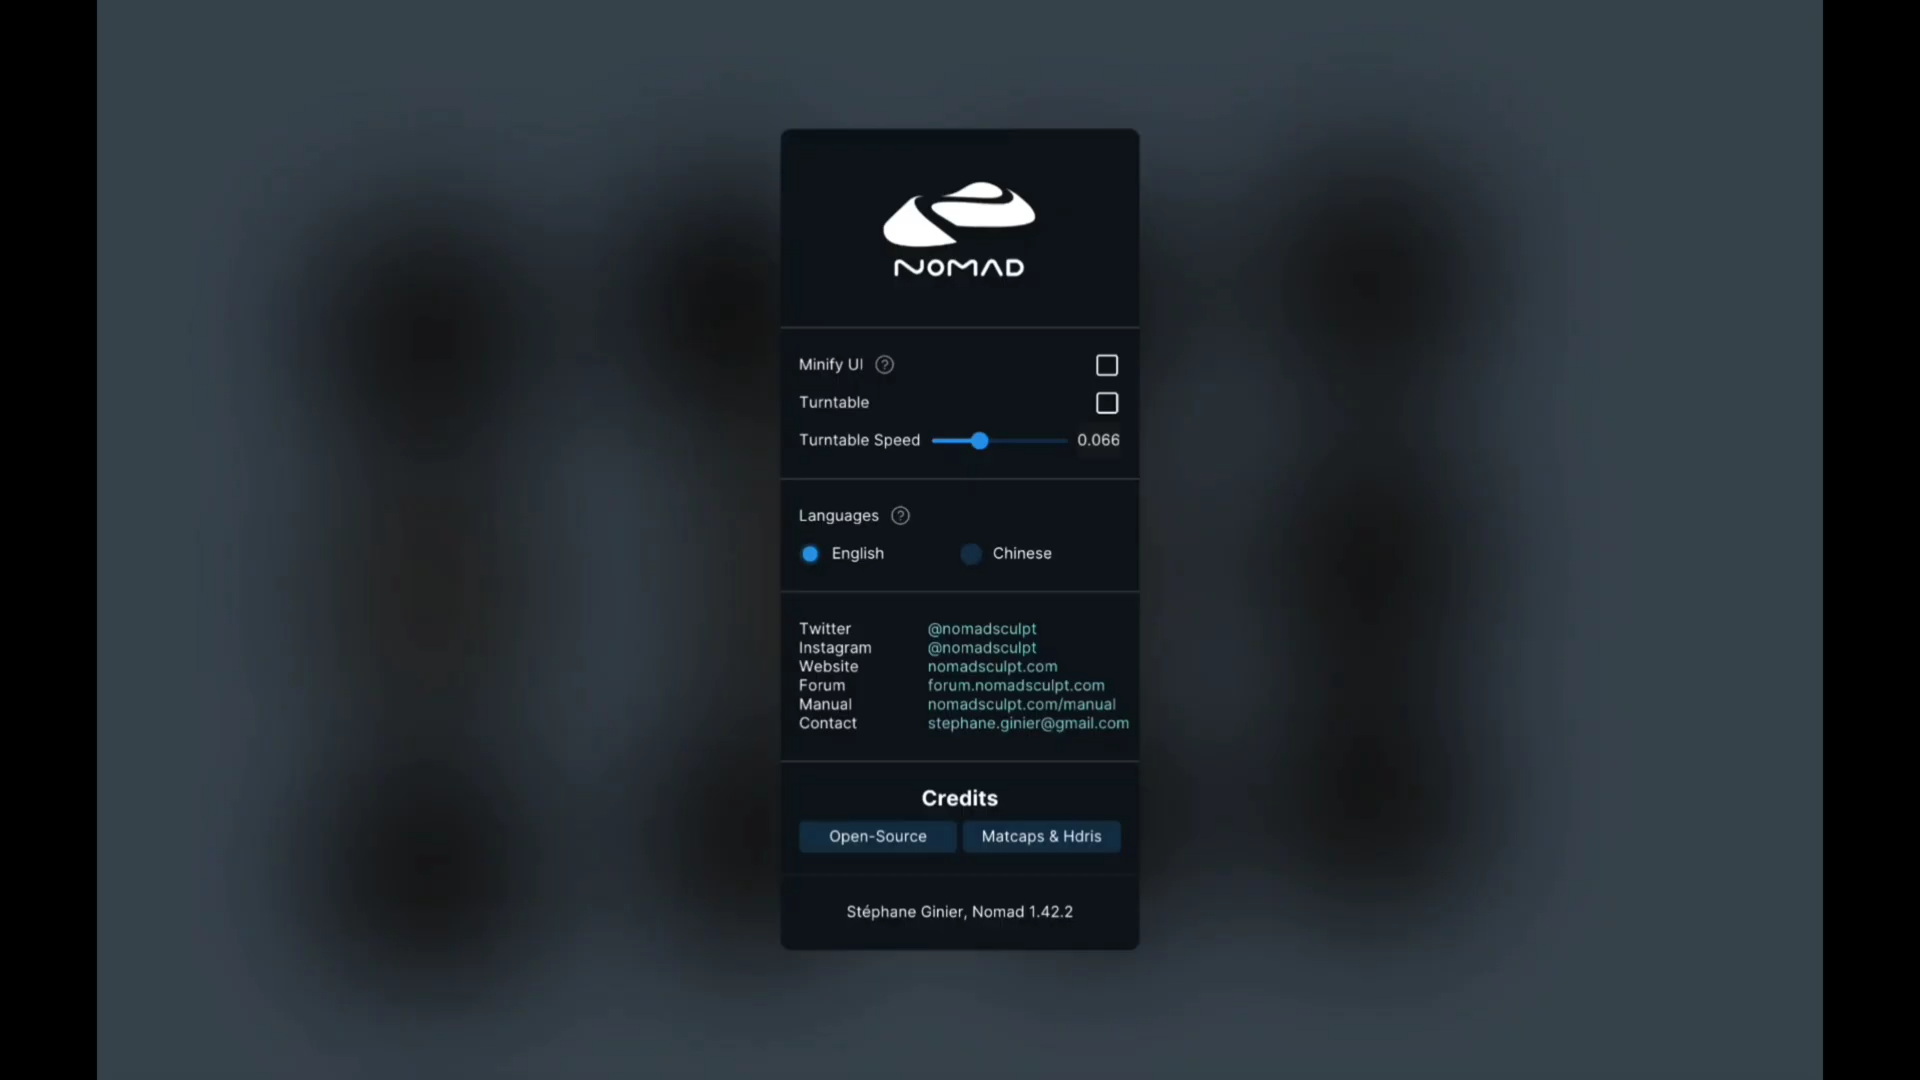 NOMAD
Minify UI ?
Turntable
Turntable Speed 0.066
Languages ?
English Chinese
Twitter @nomadsculpt
Instagram @nomadsculpt
Website nomadsculpt.com
Forum forum.nomadsculpt.com
Manual nomadsculpt.com/manual
Contact stephane.ginier@gmail.com
Credits
Open-Source Matcaps & Hdris
Stéphane Ginier, Nomad 1.42.2